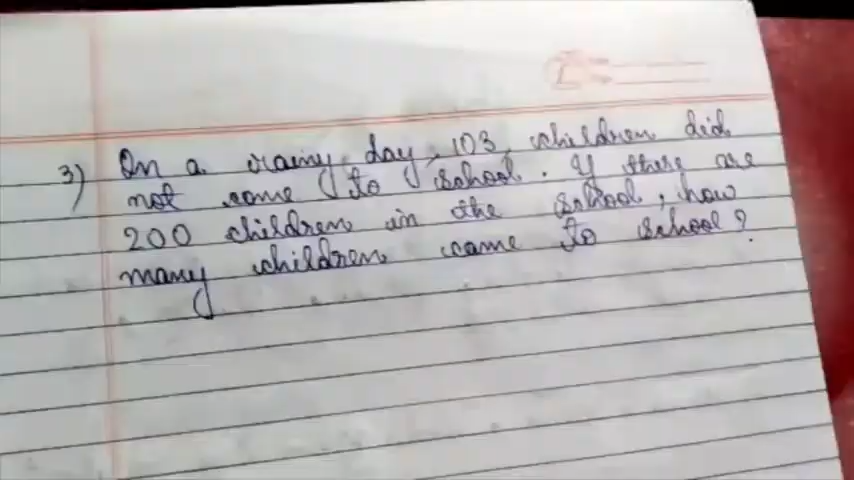 3) On a rainy day, 103, children did
not come to school. If there are
200 children in the school, how
many children came to school?